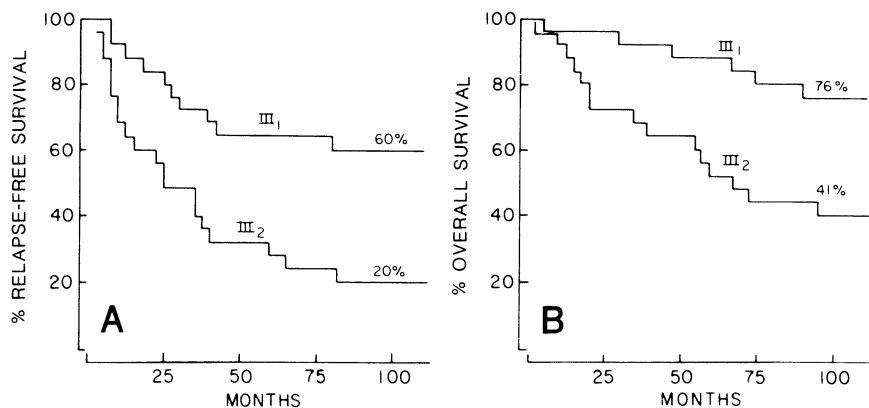 % RELAPSE-FREE SURVIVAL
100
80
60
40
20
III1
60%
III2
20%
A
25
50
75
100
MONTHS
% OVERALL SURVIVAL
100
80
60
40
20
III1
76%
III2
41%
B
25
50
75
100
MONTHS